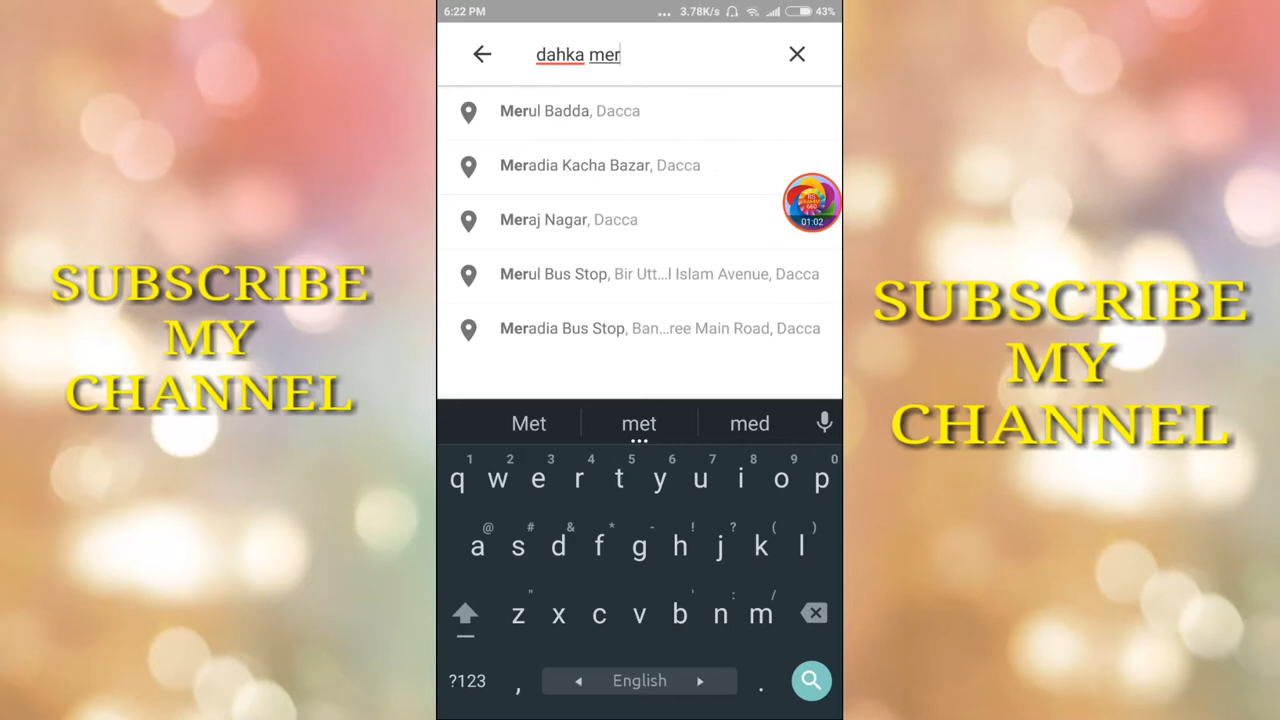 6:22 PM ... 3.78K/s 43%
dahka mer
Merul Badda, Dacca
Meradia Kacha Bazar, Dacca
Meraj Nagar, Dacca
01:02
Merul Bus Stop, Bir Utt...l Islam Avenue, Dacca
Meradia Bus Stop, Ban...ree Main Road, Dacca
SUBSCRIBE
MY
CHANNEL
SUBSCRIBE
MY
CHANNEL
Met met med
1 2 3 4 5 6 7 8 9 0
q w e r t y u i o p
@ # & * - ! ? ( )
a s d f g h j k l
" ' : /
z x c v b n m
?123 , English .